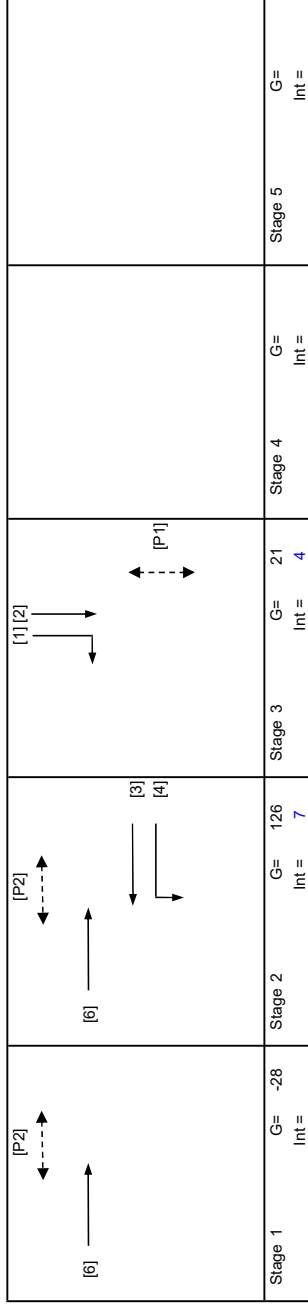 [P2]
[6]
Stage 1 G= -28
Int =
[P2]
[6]
[3]
[4]
Stage 2 G= 126
Int = 7
[1] [2]
[P1]
Stage 3 G= 21
Int = 4
Stage 4 G=
Int =
Stage 5 G=
Int =